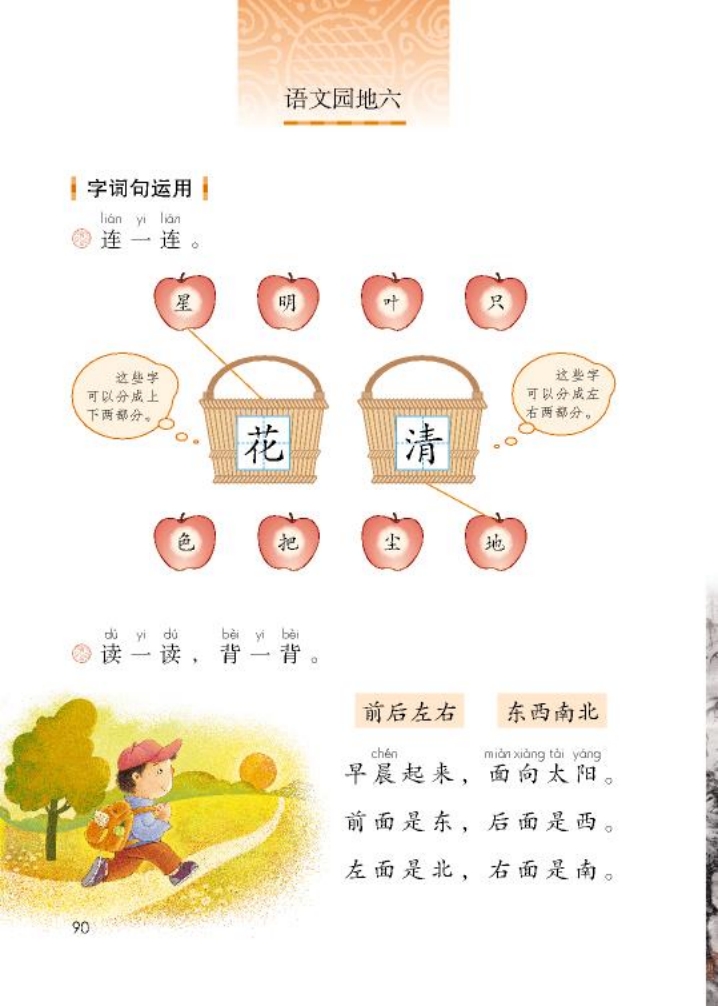 语文园地六
字词句运用
lián yi lián
连一连。
星 明 叶 只
这些字
可以分成上
下两部分。
这些字
可以分成左
右两部分。
花 清
色 把 尘 地
dú yi dú bèi yi bèi
读一读，背一背。
前后左右 东西南北
chén miàn xiàng tài yáng
早晨起来，面向太阳。
前面是东，后面是西。
左面是北，右面是南。
90